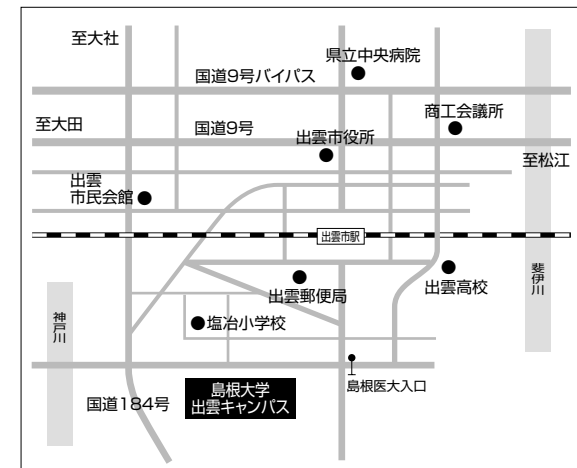 至大社
県立中央病院
国道9号バイパス
商工会議所
至大田
国道9号
出雲市役所
至松江
出雲
市民会館
出雲市駅
斐伊川
出雲高校
出雲郵便局
神戸川
塩冶小学校
島根医大入口
島根大学
出雲キャンパス
国道184号